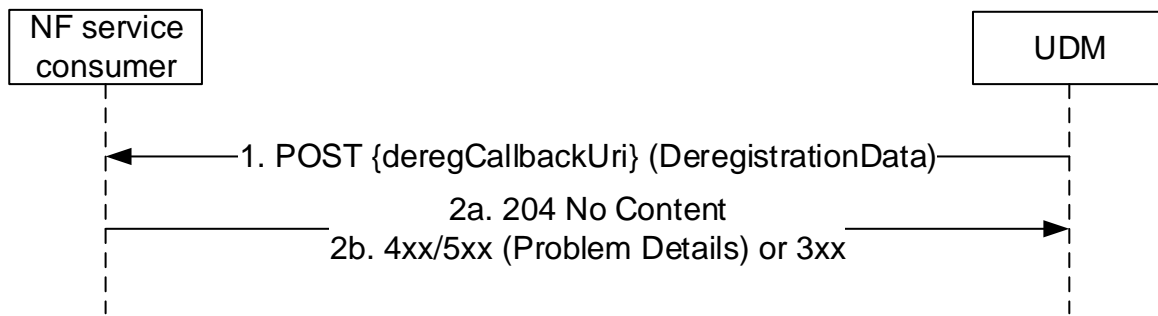 NF service
consumer
UDM
1. POST {deregCallbackUri} (DeregistrationData)
2a. 204 No Content
2b. 4xx/5xx (Problem Details) or 3xx